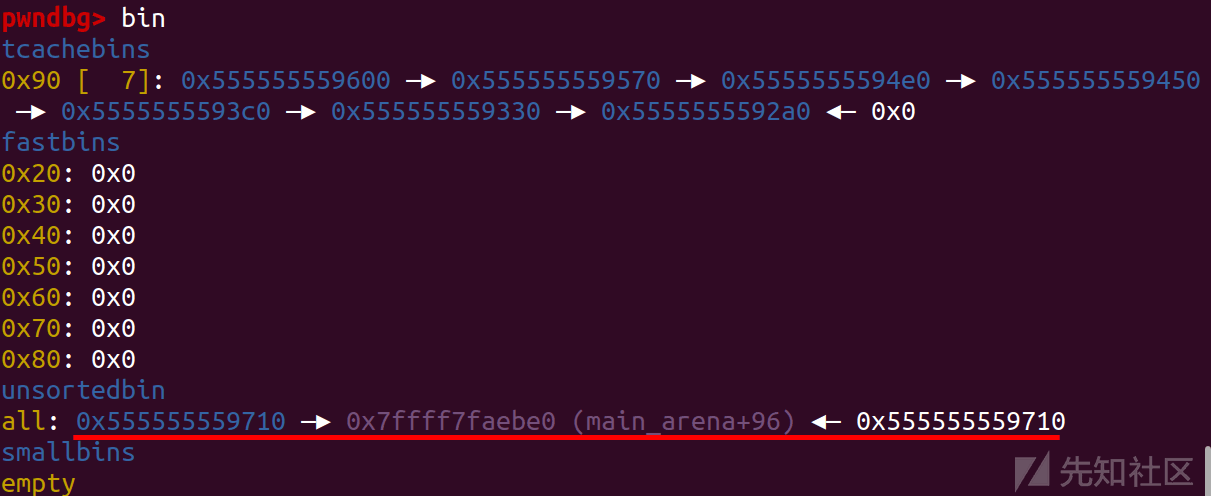 pwndbg> bin
tcachebins
0x90 [  7]: 0x555555559600 —▸ 0x555555559570 —▸ 0x5555555594e0 —▸ 0x555555559450
 —▸ 0x5555555593c0 —▸ 0x555555559330 —▸ 0x5555555592a0 ◂— 0x0
fastbins
0x20: 0x0
0x30: 0x0
0x40: 0x0
0x50: 0x0
0x60: 0x0
0x70: 0x0
0x80: 0x0
unsortedbin
all: 0x555555559710 —▸ 0x7ffff7faebe0 (main_arena+96) ◂— 0x555555559710
smallbins
empty
先知社区